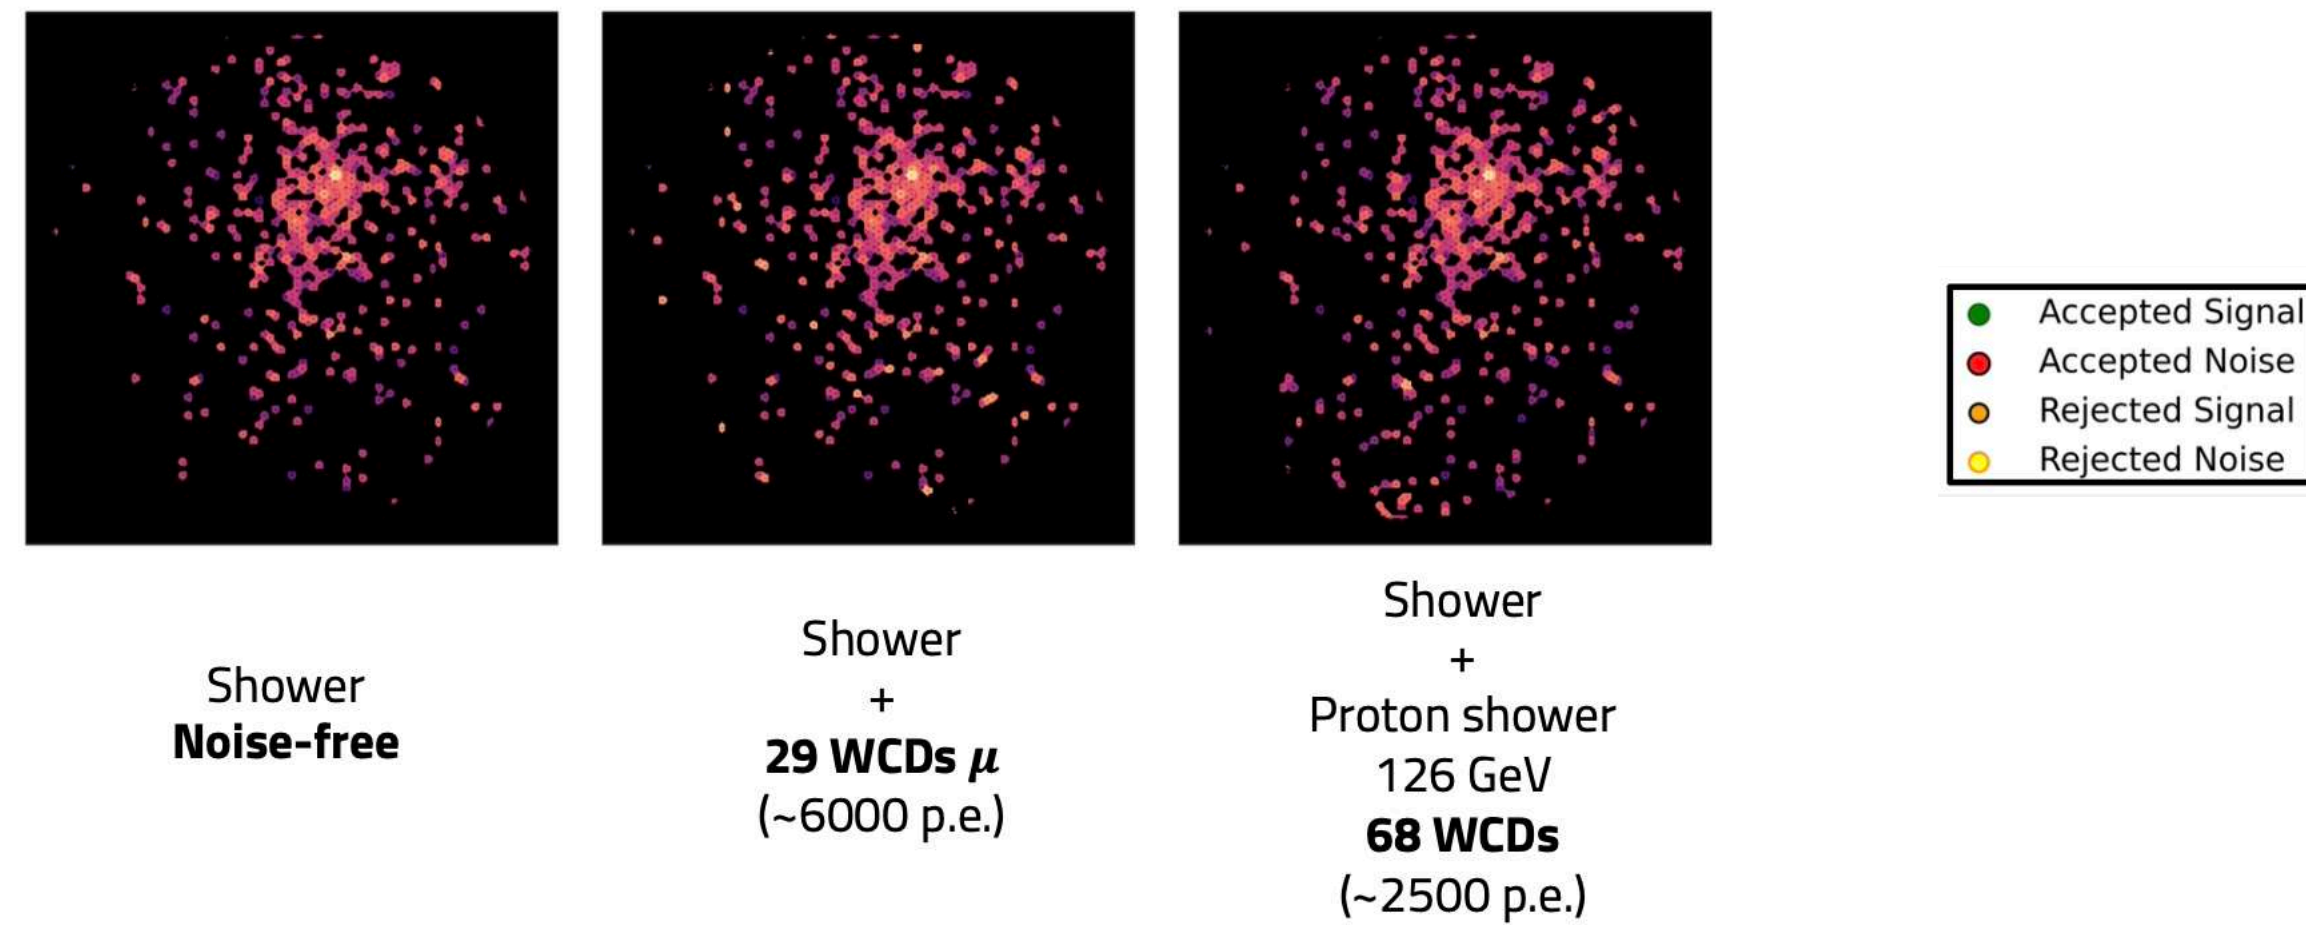 Shower
Noise-free
Shower
+
29 WCDs μ
(~6000 p.e.)
Shower
+
Proton shower
126 GeV
68 WCDs
(~2500 p.e.)
Accepted Signal
Accepted Noise
Rejected Signal
Rejected Noise